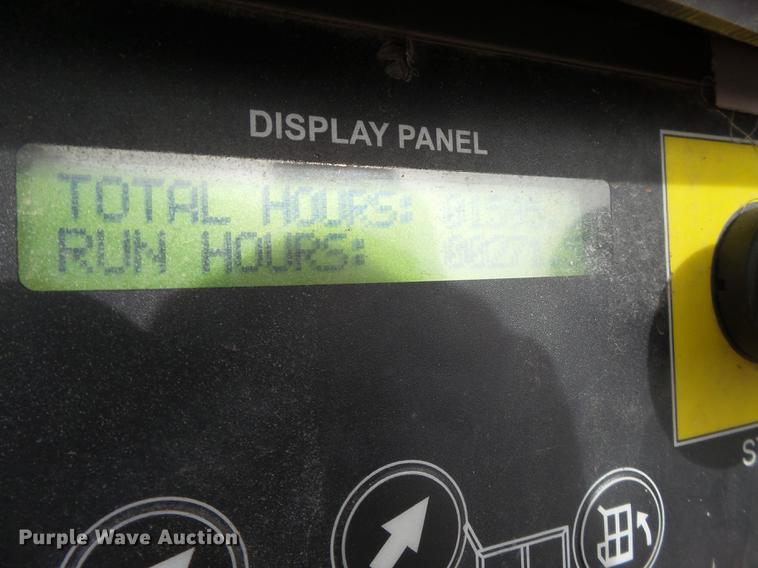 DISPLAY PANEL
TOTAL HOURS:
RUN HOURS:
Purple Wave Auction